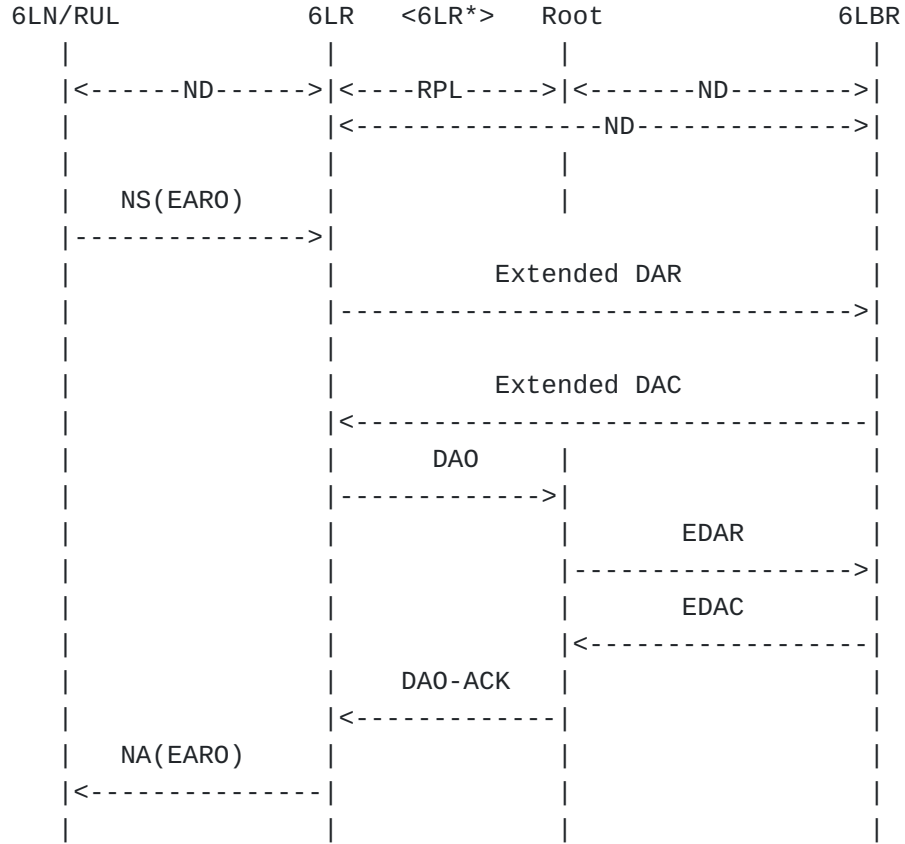 6LN/RUL 6LR <6LR*> Root 6LBR
| | | |
|<------ND------>|<----RPL----->|<-------ND-------->|
| |<----------------ND-------------->|
| | | |
| NS(EARO) | | |
|--------------->| |
| | Extended DAR |
| |--------------------------------->|
| | |
| | Extended DAC |
| |<---------------------------------|
| | DAO | |
| |------------->| |
| | | EDAR |
| | |------------------>|
| | | EDAC |
| | |<------------------|
| | DAO-ACK | |
| |<-------------| |
| NA(EARO) | | |
|<---------------| | |
| | | |